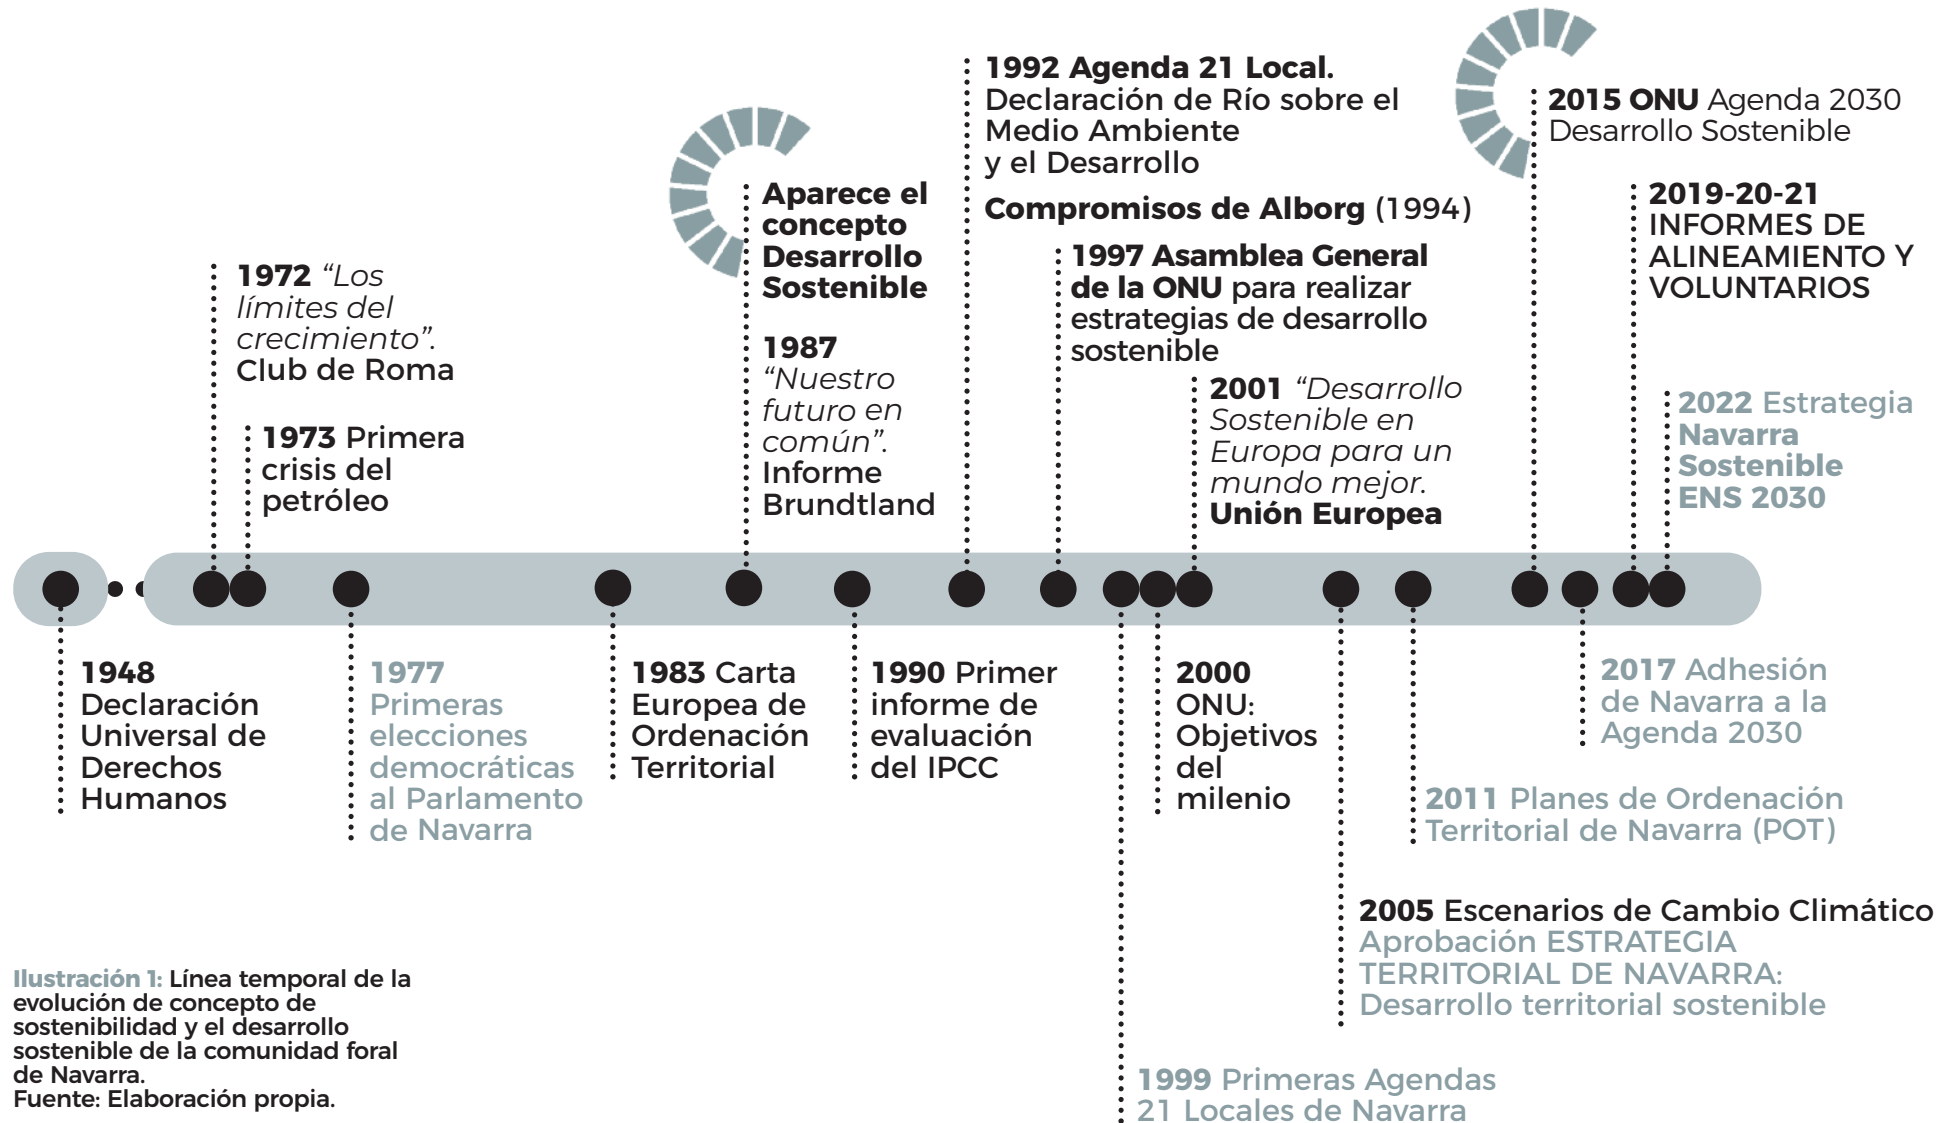 1992 Agenda 21 Local.
Declaración de Río sobre el
Medio Ambiente
y el Desarrollo
Compromisos de Alborg (1994)
2015 ONU Agenda 2030
Desarrollo Sostenible
Aparece el
concepto
Desarrollo
Sostenible
1987
“Nuestro
futuro en
común”.
Informe
Brundtland
2019-20-21
INFORMES DE
ALINEAMIENTO Y
VOLUNTARIOS
1997 Asamblea General
de la ONU para realizar
estrategias de desarrollo
sostenible
1972 “Los
límites del
crecimiento”.
Club de Roma
1973 Primera
crisis del
petróleo
2001 “Desarrollo
Sostenible en
Europa para un
mundo mejor.
Unión Europea
2022 Estrategia
Navarra
Sostenible
ENS 2030
1948
Declaración
Universal de
Derechos
Humanos
1977
Primeras
elecciones
democráticas
al Parlamento
de Navarra
1983 Carta
Europea de
Ordenación
Territorial
1990 Primer
informe de
evaluación
del IPCC
2000
ONU:
Objetivos
del
milenio
2017 Adhesión
de Navarra a la
Agenda 2030
2011 Planes de Ordenación
Territorial de Navarra (POT)
2005 Escenarios de Cambio Climático
Aprobación ESTRATEGIA
TERRITORIAL DE NAVARRA:
Desarrollo territorial sostenible
1999 Primeras Agendas
21 Locales de Navarra
Ilustración 1: Línea temporal de la
evolución de concepto de
sostenibilidad y el desarrollo
sostenible de la comunidad foral
de Navarra.
Fuente: Elaboración propia.